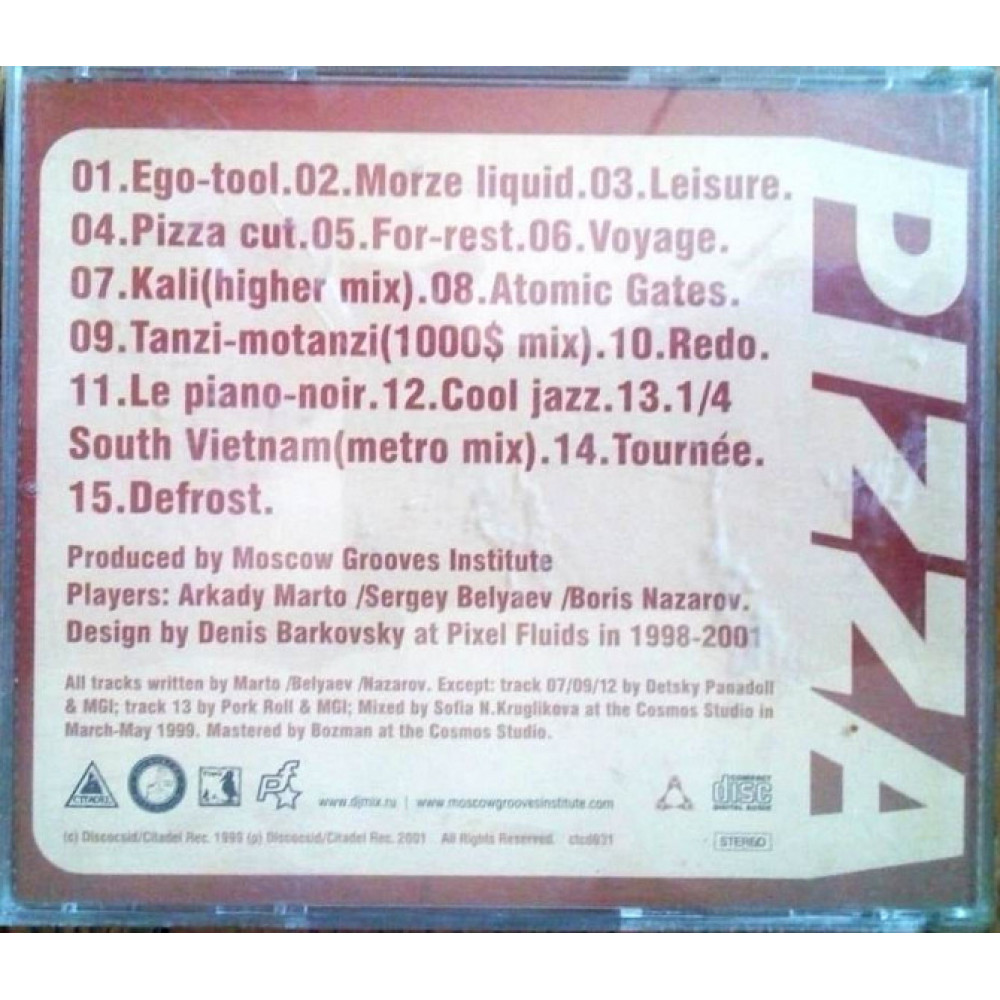 01.Ego-tool.02.Morze liquid.03.Leisure.
04.Pizza cut.05.For-rest.06.Voyage.
07.Kali(higher mix).08.Atomic Gates.
09.Tanzi-motanzi(1000$ mix).10.Redo.
11.Le piano-noir.12.Cool jazz.13.1/4
South Vietnam(metro mix).14.Tournée.
15.Defrost.
PIZZA
Produced by Moscow Grooves Institute
Players: Arkady Marto /Sergey Belyaev /Boris Nazarov.
Design by Denis Barkovsky at Pixel Fluids in 1998-2001
All tracks written by Marto /Belyaev /Nazarov. Except: track 07/09/12 by Detsky Panadoll
& MGI; track 13 by Pork Roll & MGI; Mixed by Sofia N.Kruglikova at the Cosmos Studio in
March-May 1999. Mastered by Bozman at the Cosmos Studio.
CITADEL
www.djmix.ru | www.moscowgroovesinstitute.com
COMPACT
disc
DIGITAL AUDIO
(c) Discocsid/Citadel Rec. 1999 (p) Discocsid/Citadel Rec. 2001 All Rights Reserved. ctcd031
STEREO